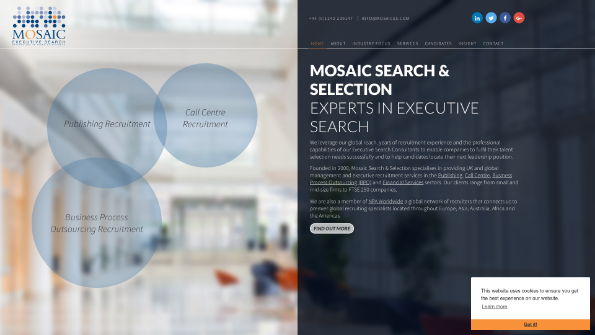 MOSAIC
EXECUTIVE SEARCH
HOME ABOUT INDUSTRY FOCUS SERVICES CANDIDATES INSIGHT CONTACT
Publishing Recruitment
Call Centre
Recruitment
Business Process
Outsourcing Recruitment
MOSAIC SEARCH &
SELECTION
EXPERTS IN EXECUTIVE
SEARCH
We leverage our global reach, years of recruitment experience and the professional
capabilities of our Executive Search Consultants to enable companies to fulfil their talent
selection needs successfully and to help candidates locate their next leadership position.
Founded in 2000, Mosaic Search & Selection specialises in providing UK and global
management and executive recruitment services in the Publishing, Call Centre, Business
Process Outsourcing (BPO) and Financial Services sectors. Our clients range from small and
mid-size firms to FTSE 100 companies.
We are also a member of NPA Worldwide a global network of recruiters that connects us to
premier global recruiting specialists located throughout Europe, Asia, Australia, Africa and
the Americas.
FIND OUT MORE
This website uses cookies to ensure you get
the best experience on our website.
Learn more
Got it!